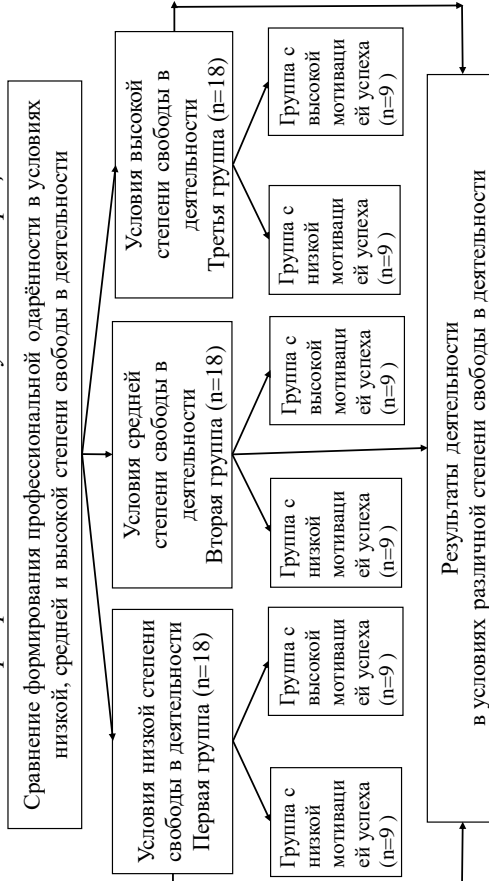 Сравнение формирования профессиональной одарённости в условиях
низкой, средней и высокой степени свободы в деятельности
Условия низкой степени
свободы в деятельности
Первая группа (n=18)
Условия средней
степени свободы в
деятельности
Вторая группа (n=18)
Условия высокой
степени свободы в
деятельности
Третья группа (n=18)
Группа с
низкой
мотиваци
ей успеха
(n=9 )
Группа с
высокой
мотиваци
ей успеха
(n=9 )
Группа с
низкой
мотиваци
ей успеха
(n=9 )
Группа с
высокой
мотиваци
ей успеха
(n=9 )
Группа с
низкой
мотиваци
ей успеха
(n=9 )
Группа с
высокой
мотиваци
ей успеха
(n=9 )
Результаты деятельности
в условиях различной степени свободы в деятельности